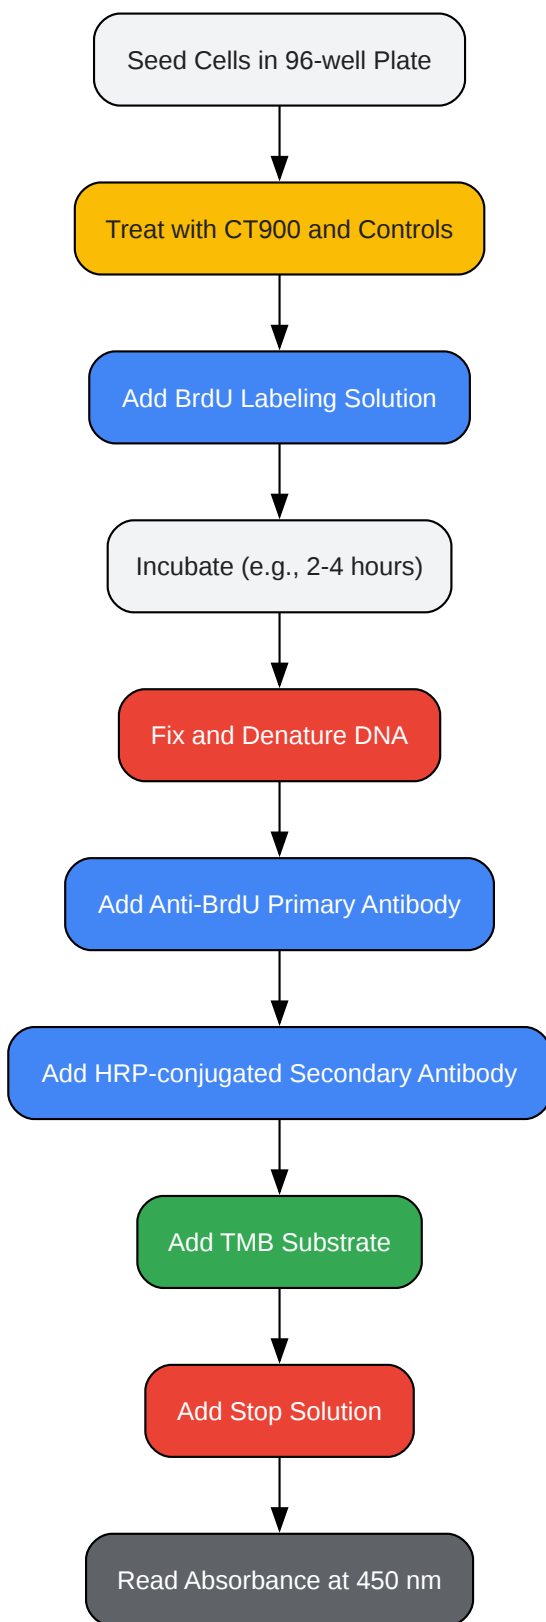 Seed Cells in 96-well Plate
Treat with CT900 and Controls
Add BrdU Labeling Solution
Incubate (e.g., 2-4 hours)
Fix and Denature DNA
Add Anti-BrdU Primary Antibody
Add HRP-conjugated Secondary Antibody
Add TMB Substrate
Add Stop Solution
Read Absorbance at 450 nm